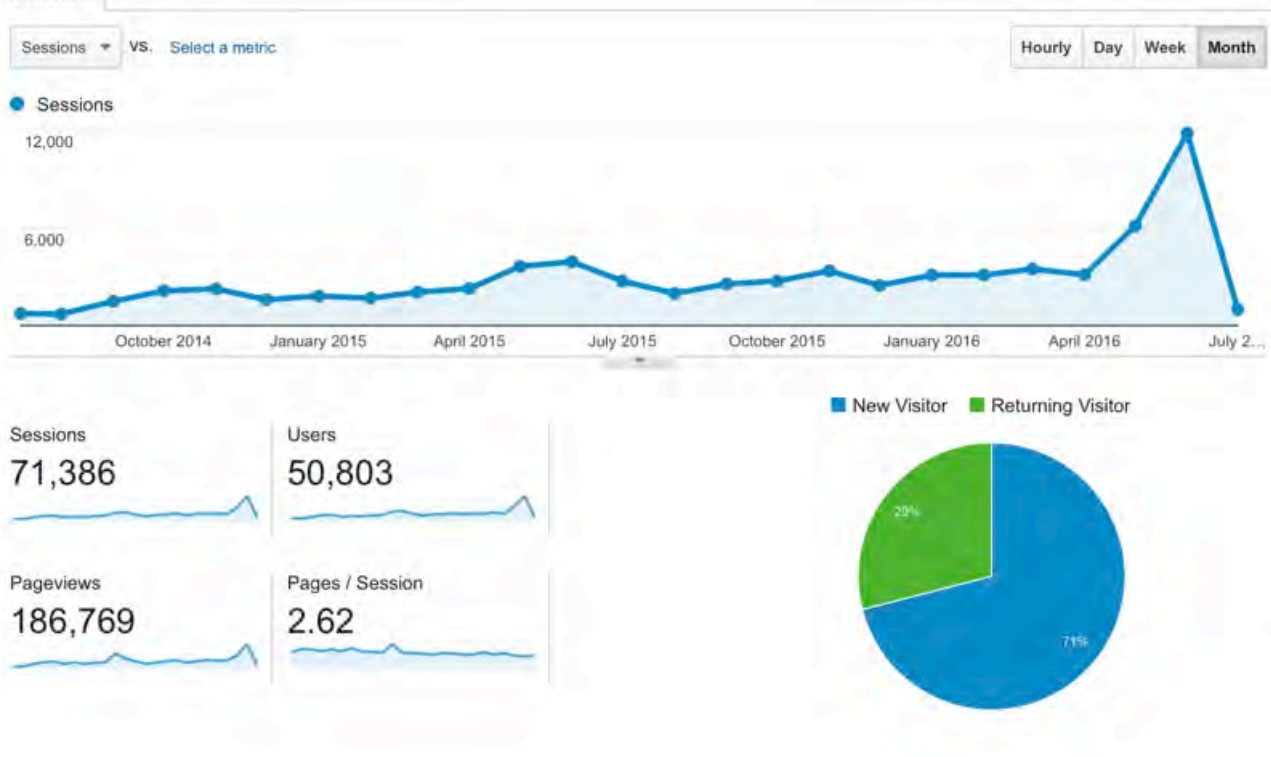 Sessions VS. Select a metric Hourly Day Week Month
Sessions
12,000
6,000
October 2014 January 2015 April 2015 July 2015 October 2015 January 2016 April 2016 July 2...
New Visitor Returning Visitor
Sessions Users
71,386 50,803
29%
Pageviews Pages / Session
186,769 2.62
71%